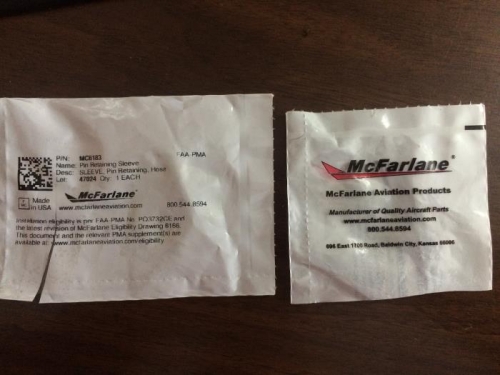 P/N: MC6183
FAA-PMA
Name: Pin Retaining Sleeve
Desc: SLEEVE, Pin Retaining, Hose
Lot: 47924 Qty: 1 EACH
Made
in USA
McFarlane®
www.mcfarlaneaviation.com
800.544.8594
Installation eligibility is per FAA-PMA No. PQ3732CE and
the latest revision of McFarlane Eligibility Drawing 6166.
This document and the relevant PMA supplement(s) are
available at: www.mcfarlaneaviation.com/eligibility
McFarlane®
McFarlane Aviation Products
Manufacturer of Quality Aircraft Parts
www.mcfarlaneaviation.com
800.544.8594
696 East 1700 Road, Baldwin City, Kansas 66006